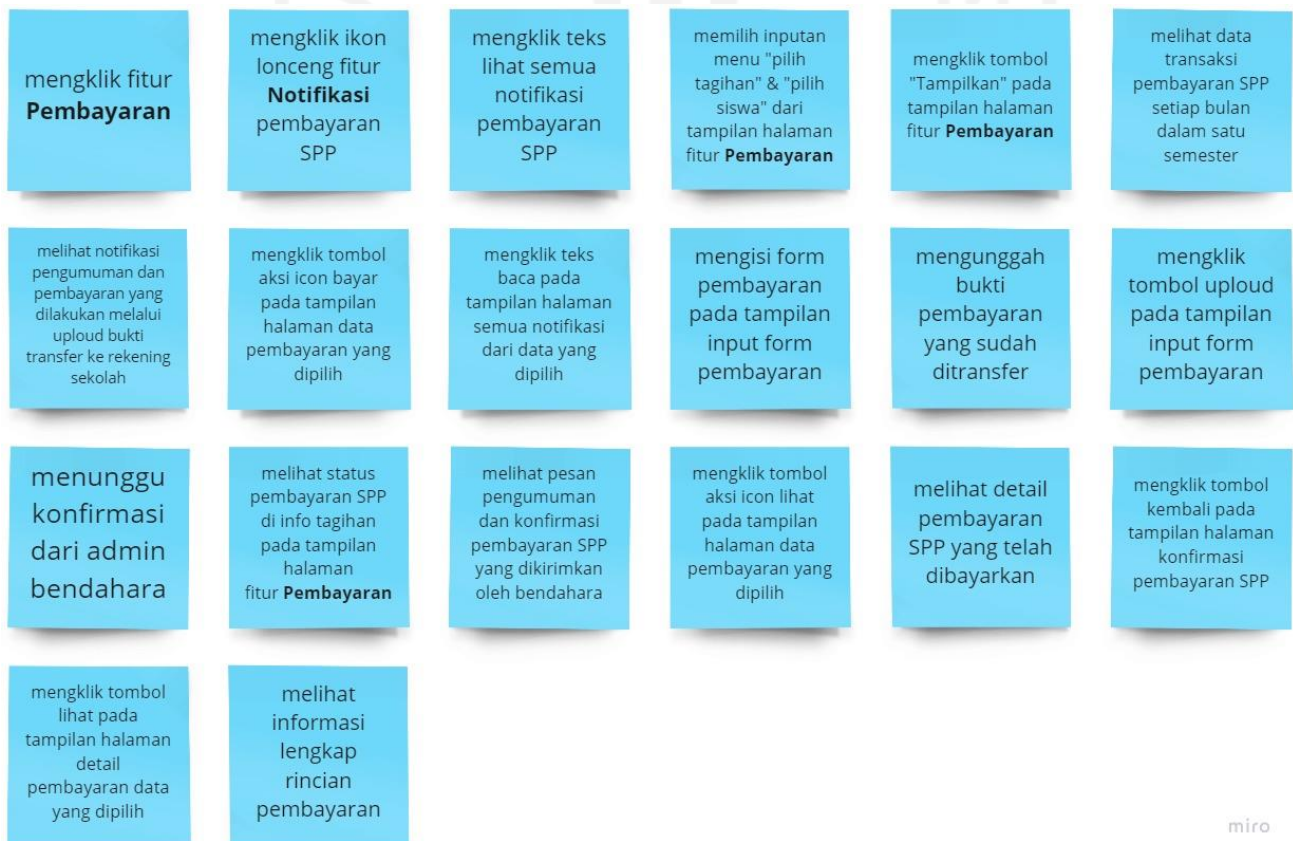 mengklik fitur
Pembayaran
mengklik ikon
lonceng fitur
Notifikasi
pembayaran
SPP
mengklik teks
lihat semua
notifikasi
pembayaran
SPP
memilih inputan
menu "pilih
tagihan" & "pilih
siswa" dari
tampilan halaman
fitur Pembayaran
mengklik tombol
"Tampilkan" pada
tampilan halaman
fitur Pembayaran
melihat data
transaksi
pembayaran SPP
setiap bulan
dalam satu
semester
melihat notifikasi
pengumuman dan
pembayaran yang
dilakukan melalui
uploud bukti
transfer ke rekening
sekolah
mengklik tombol
aksi icon bayar
pada tampilan
halaman data
pembayaran yang
dipilih
mengklik teks
baca pada
tampilan halaman
semua notifikasi
dari data yang
dipilih
mengisi form
pembayaran
pada tampilan
input form
pembayaran
mengunggah
bukti
pembayaran
yang sudah
ditransfer
mengklik
tombol uploud
pada tampilan
input form
pembayaran
menunggu
konfirmasi
dari admin
bendahara
melihat status
pembayaran SPP
di info tagihan
pada tampilan
halaman
fitur Pembayaran
melihat pesan
pengumuman
dan konfirmasi
pembayaran SPP
yang dikirimkan
oleh bendahara
mengklik tombol
aksi icon lihat
pada tampilan
halaman data
pembayaran yang
dipilih
melihat detail
pembayaran
SPP yang telah
dibayarkan
mengklik tombol
kembali pada
tampilan halaman
konfirmasi
pembayaran SPP
mengklik tombol
lihat pada
tampilan halaman
detail
pembayaran data
yang dipilih
melihat
informasi
lengkap
rincian
pembayaran
miro